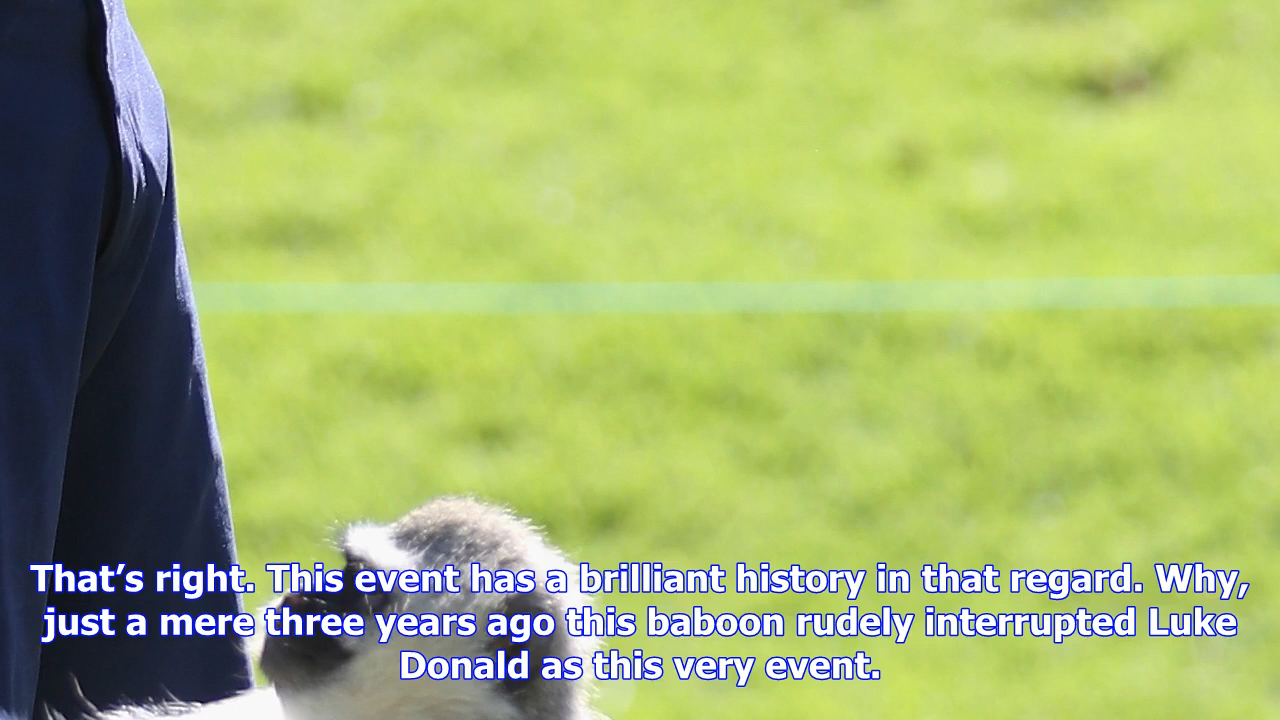 That’s right. This event has a brilliant history in that regard. Why,
just a mere three years ago this baboon rudely interrupted Luke
Donald as this very event.